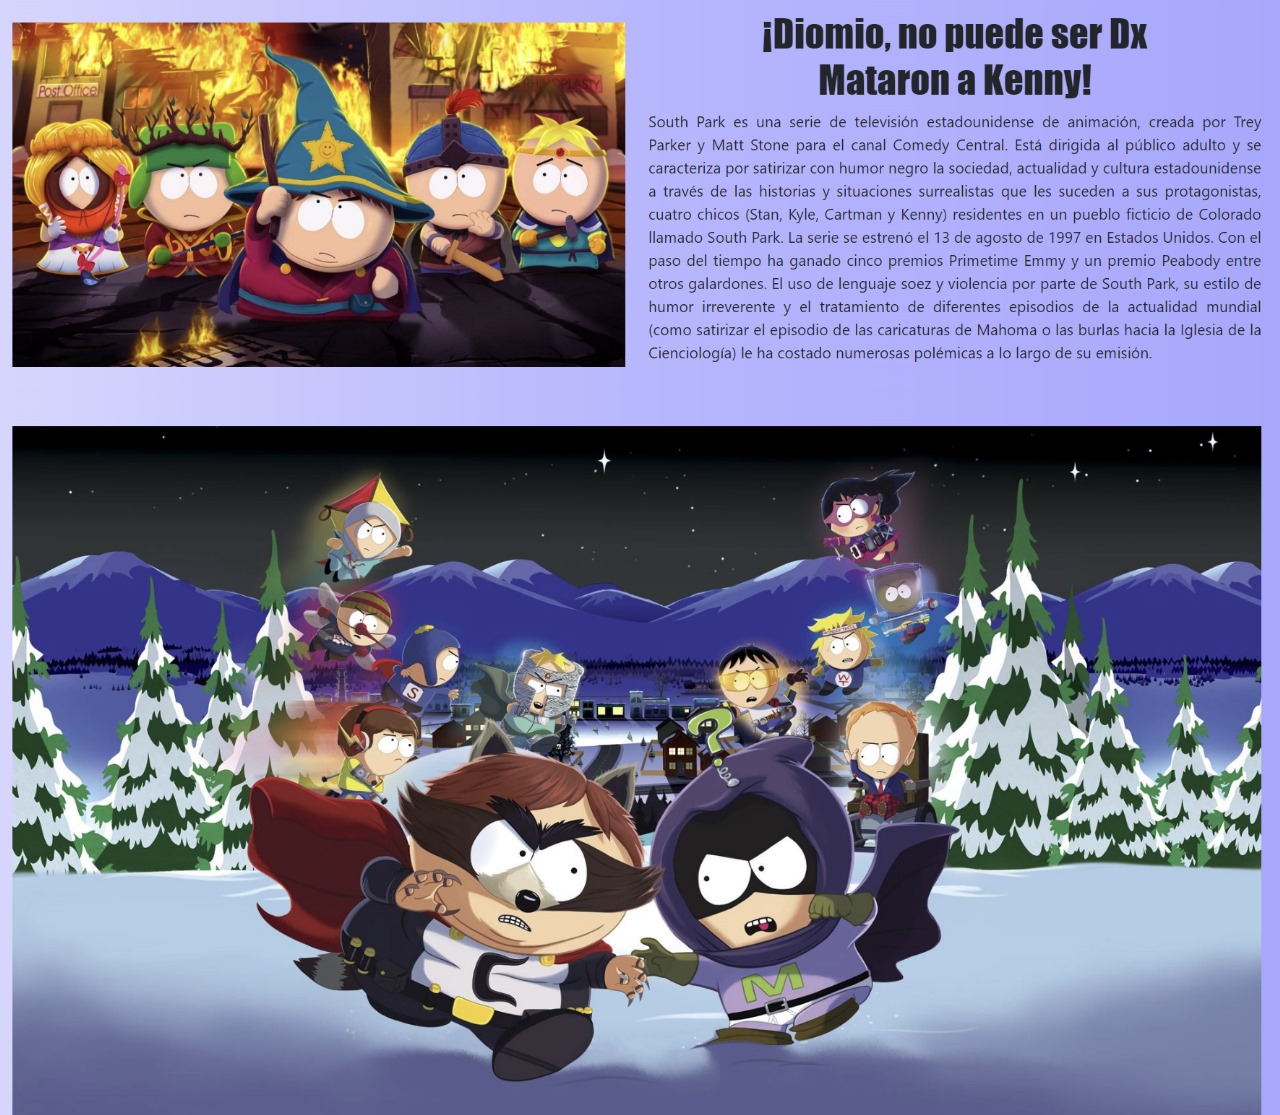 ¡Diomio, no puede ser Dx
Mataron a Kenny!
Post Office
South Park es una serie de televisión estadounidense de animación, creada por Trey
Parker y Matt Stone para el canal Comedy Central. Está dirigida al público adulto y se
caracteriza por satirizar con humor negro la sociedad, actualidad y cultura estadounidense
a través de las historias y situaciones surrealistas que les suceden a sus protagonistas,
cuatro chicos (Stan, Kyle, Cartman y Kenny) residentes en un pueblo ficticio de Colorado
llamado South Park. La serie se estrenó el 13 de agosto de 1997 en Estados Unidos. Con el
paso del tiempo ha ganado cinco premios Primetime Emmy y un premio Peabody entre
otros galardones. El uso de lenguaje soez y violencia por parte de South Park, su estilo de
humor irreverente y el tratamiento de diferentes episodios de la actualidad mundial
(como satirizar el episodio de las caricaturas de Mahoma o las burlas hacia la Iglesia de la
Cienciología) le ha costado numerosas polémicas a lo largo de su emisión.
S
W
T
?
C
M